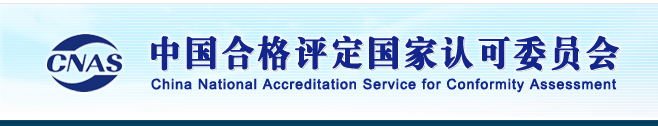 CNAS
中国合格评定国家认可委员会
China National Accreditation Service for Conformity Assessment